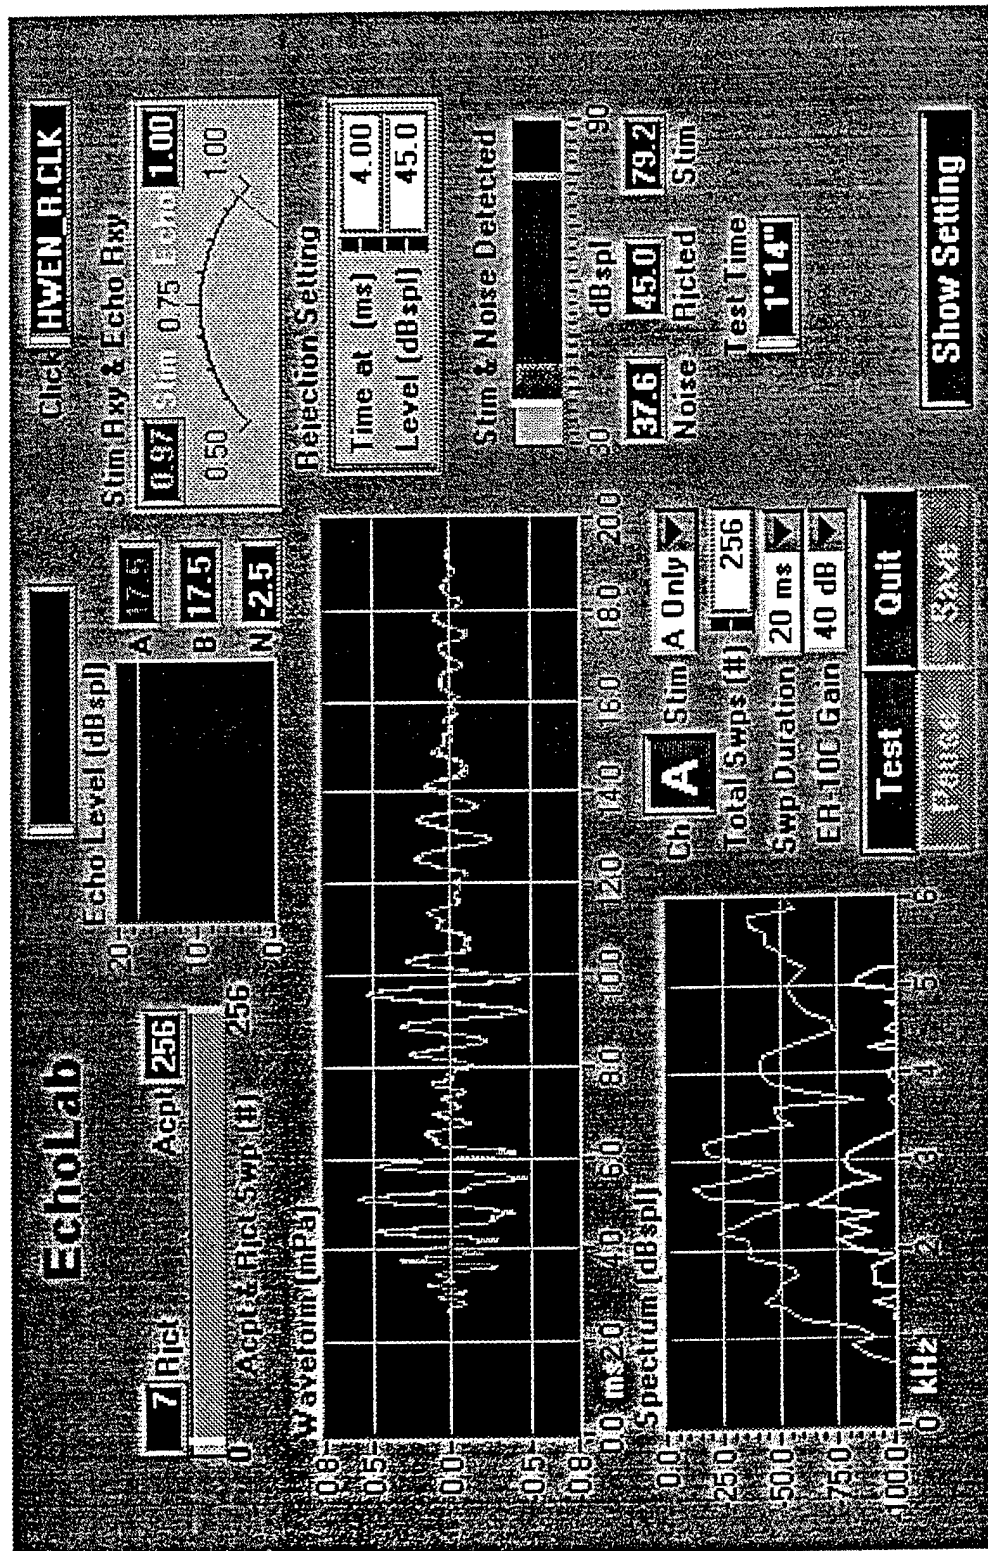 EchoLab
Click HWEN_R.CLK
7 Rjct
Acpt 256
0 256
Acpt & Rjct Swp (#)
Echo Level (dBspl)
20
10
0
A 17.5
B 17.5
N -2.5
Stim Rxy & Echo Rxy
0.97 Stim 0.75 Echo 1.00
0.50 1.00
Waveform (mPa)
0.8
0.5
0.0
-0.5
-0.8
0.0 ms 2.0 4.0 6.0 8.0 10.0 12.0 14.0 16.0 18.0 20.0
Rejection Setting
Time at (ms) 4.00
Level (dBspl) 45.0
Stim & Noise Detected
30 dBspl 90
37.6 45.0 79.2
Noise Rjcted Stim
Test Time
1' 14"
Spectrum (dBspl)
0.0
-25.0
-50.0
-75.0
-100.0
0 kHz 2 3 4 5 6
Ch A Stim A Only
Total Swps (#) 256
Swp Duration 20 ms
ER-10C Gain 40 dB
Test Quit
Pause Save
Show Setting